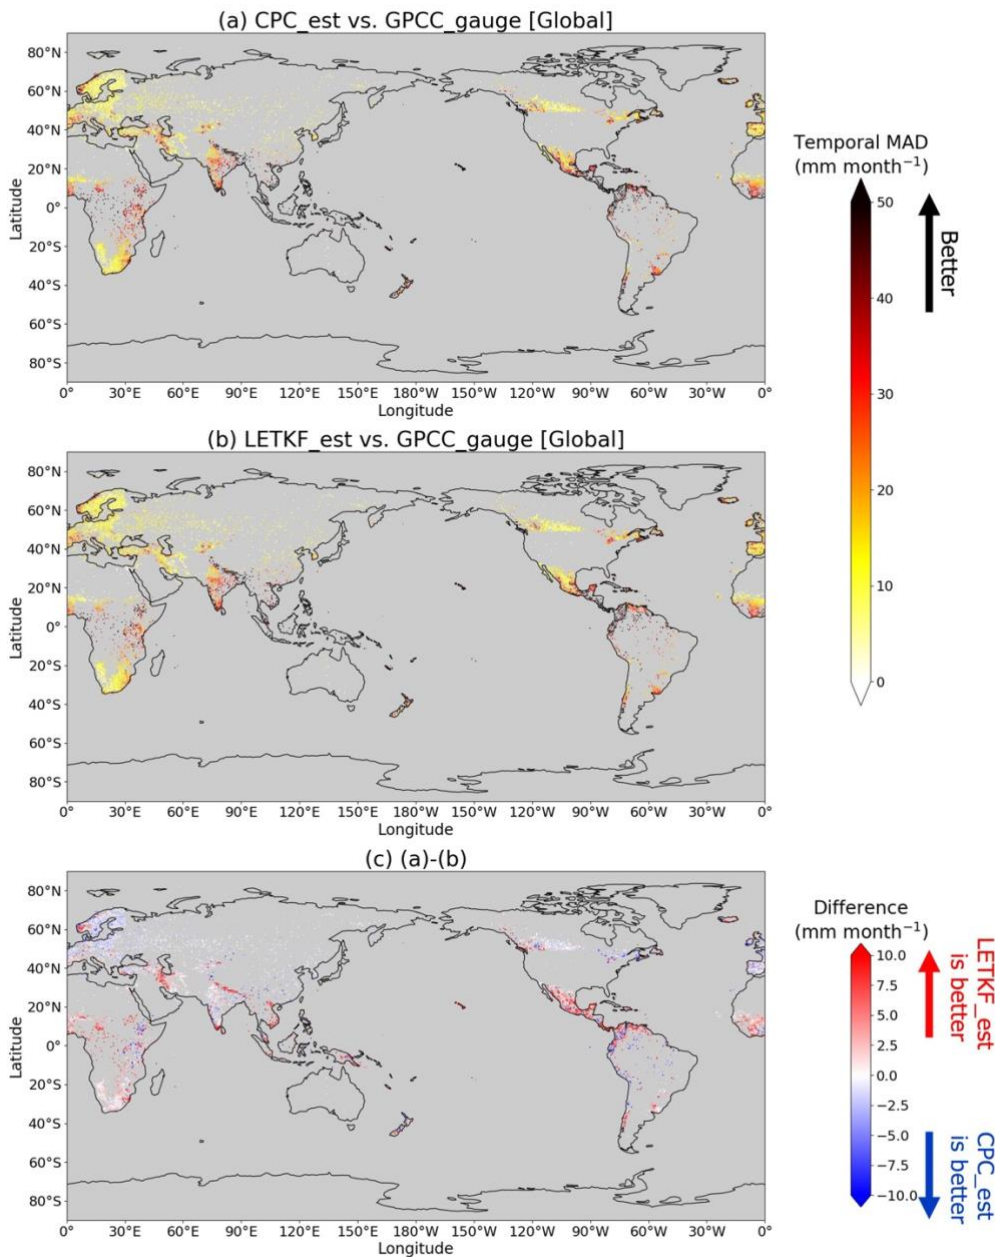 (a) CPC_est vs. GPCC_gauge [Global]
80°N
60°N
40°N
20°N
0°
20°S
40°S
60°S
80°S
Latitude
0° 30°E 60°E 90°E 120°E 150°E 180°W 150°W 120°W 90°W 60°W 30°W 0°
Longitude
(b) LETKF_est vs. GPCC_gauge [Global]
80°N
60°N
40°N
20°N
0°
20°S
40°S
60°S
80°S
Latitude
0° 30°E 60°E 90°E 120°E 150°E 180°W 150°W 120°W 90°W 60°W 30°W 0°
Longitude
Temporal MAD
(mm month⁻¹)
50
40
30
20
10
0
Better
(c) (a)-(b)
80°N
60°N
40°N
20°N
0°
20°S
40°S
60°S
80°S
Latitude
0° 30°E 60°E 90°E 120°E 150°E 180°W 150°W 120°W 90°W 60°W 30°W 0°
Longitude
Difference
(mm month⁻¹)
10.0
7.5
5.0
2.5
0.0
−2.5
−5.0
−7.5
−10.0
LETKF_est
is better
CPC_est
is better